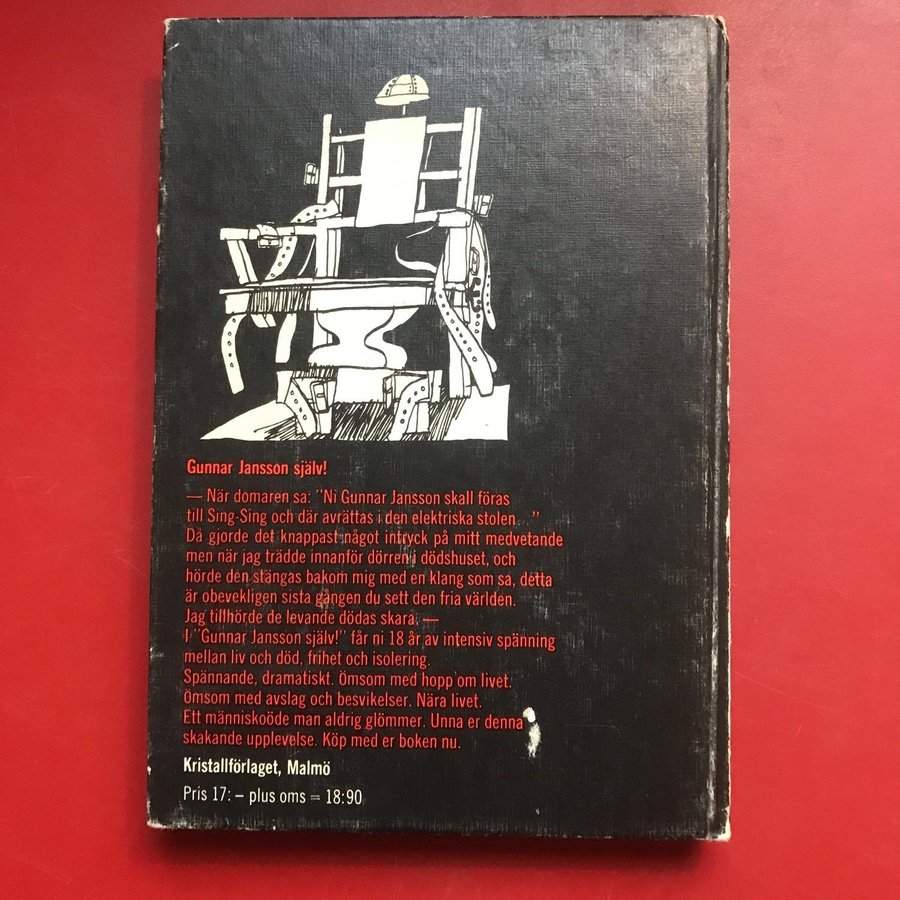 Gunnar Jansson själv!
— När domaren sa: "Ni Gunnar Jansson skall föras
till Sing-Sing och där avrättas i den elektriska stolen..."
Då gjorde det knappast något intryck på mitt medvetande
men när jag trädde innanför dörren i dödshuset, och
hörde den stängas bakom mig med en klang som sa, detta
är obevekligen sista gången du sett den fria världen.
Jag tillhörde de levande dödas skara. —
I "Gunnar Jansson själv!" får ni 18 år av intensiv spänning
mellan liv och död, frihet och isolering.
Spännande, dramatiskt. Ömsom med hopp om livet.
Ömsom med avslag och besvikelser. Nära livet.
Ett människoöde man aldrig glömmer. Unna er denna
skakande upplevelse. Köp med er boken nu.
Kristallförlaget, Malmö
Pris 17: – plus oms = 18:90